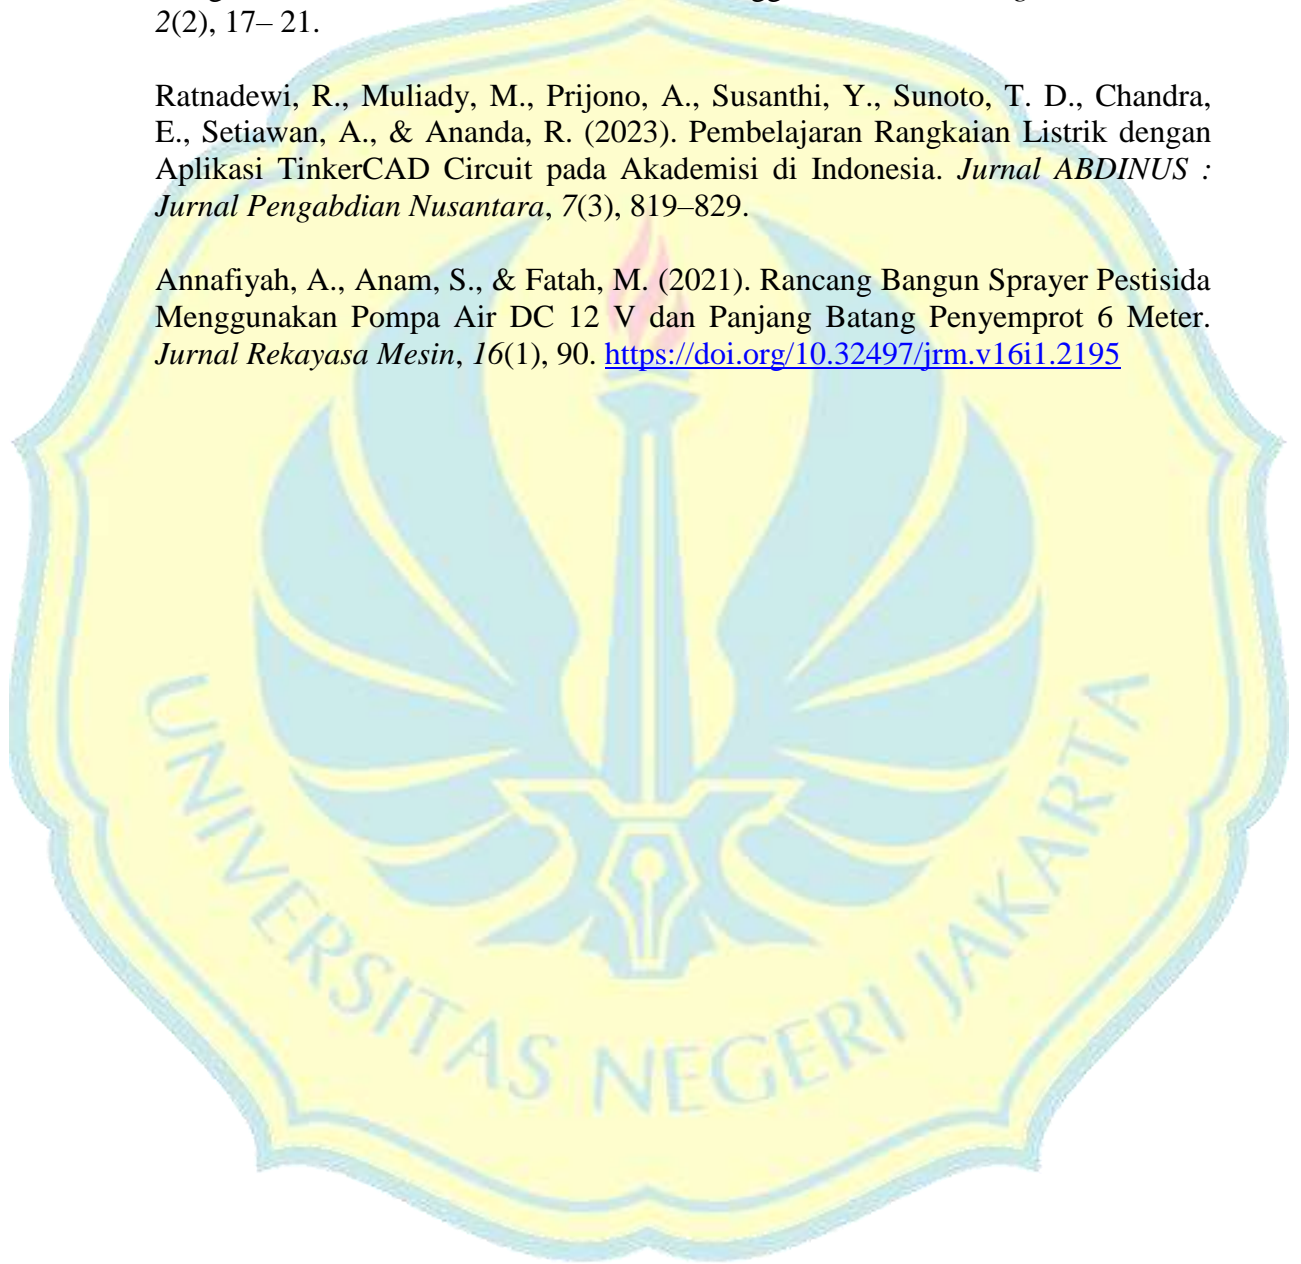 2(2), 17– 21.
Ratnadewi, R., Muliady, M., Prijono, A., Susanthi, Y., Sunoto, T. D., Chandra,
E., Setiawan, A., & Ananda, R. (2023). Pembelajaran Rangkaian Listrik dengan
Aplikasi TinkerCAD Circuit pada Akademisi di Indonesia. Jurnal ABDINUS :
Jurnal Pengabdian Nusantara, 7(3), 819–829.
Annafiyah, A., Anam, S., & Fatah, M. (2021). Rancang Bangun Sprayer Pestisida
Menggunakan Pompa Air DC 12 V dan Panjang Batang Penyemprot 6 Meter.
Jurnal Rekayasa Mesin, 16(1), 90. https://doi.org/10.32497/jrm.v16i1.2195
UNIVERSITAS NEGERI JAKARTA